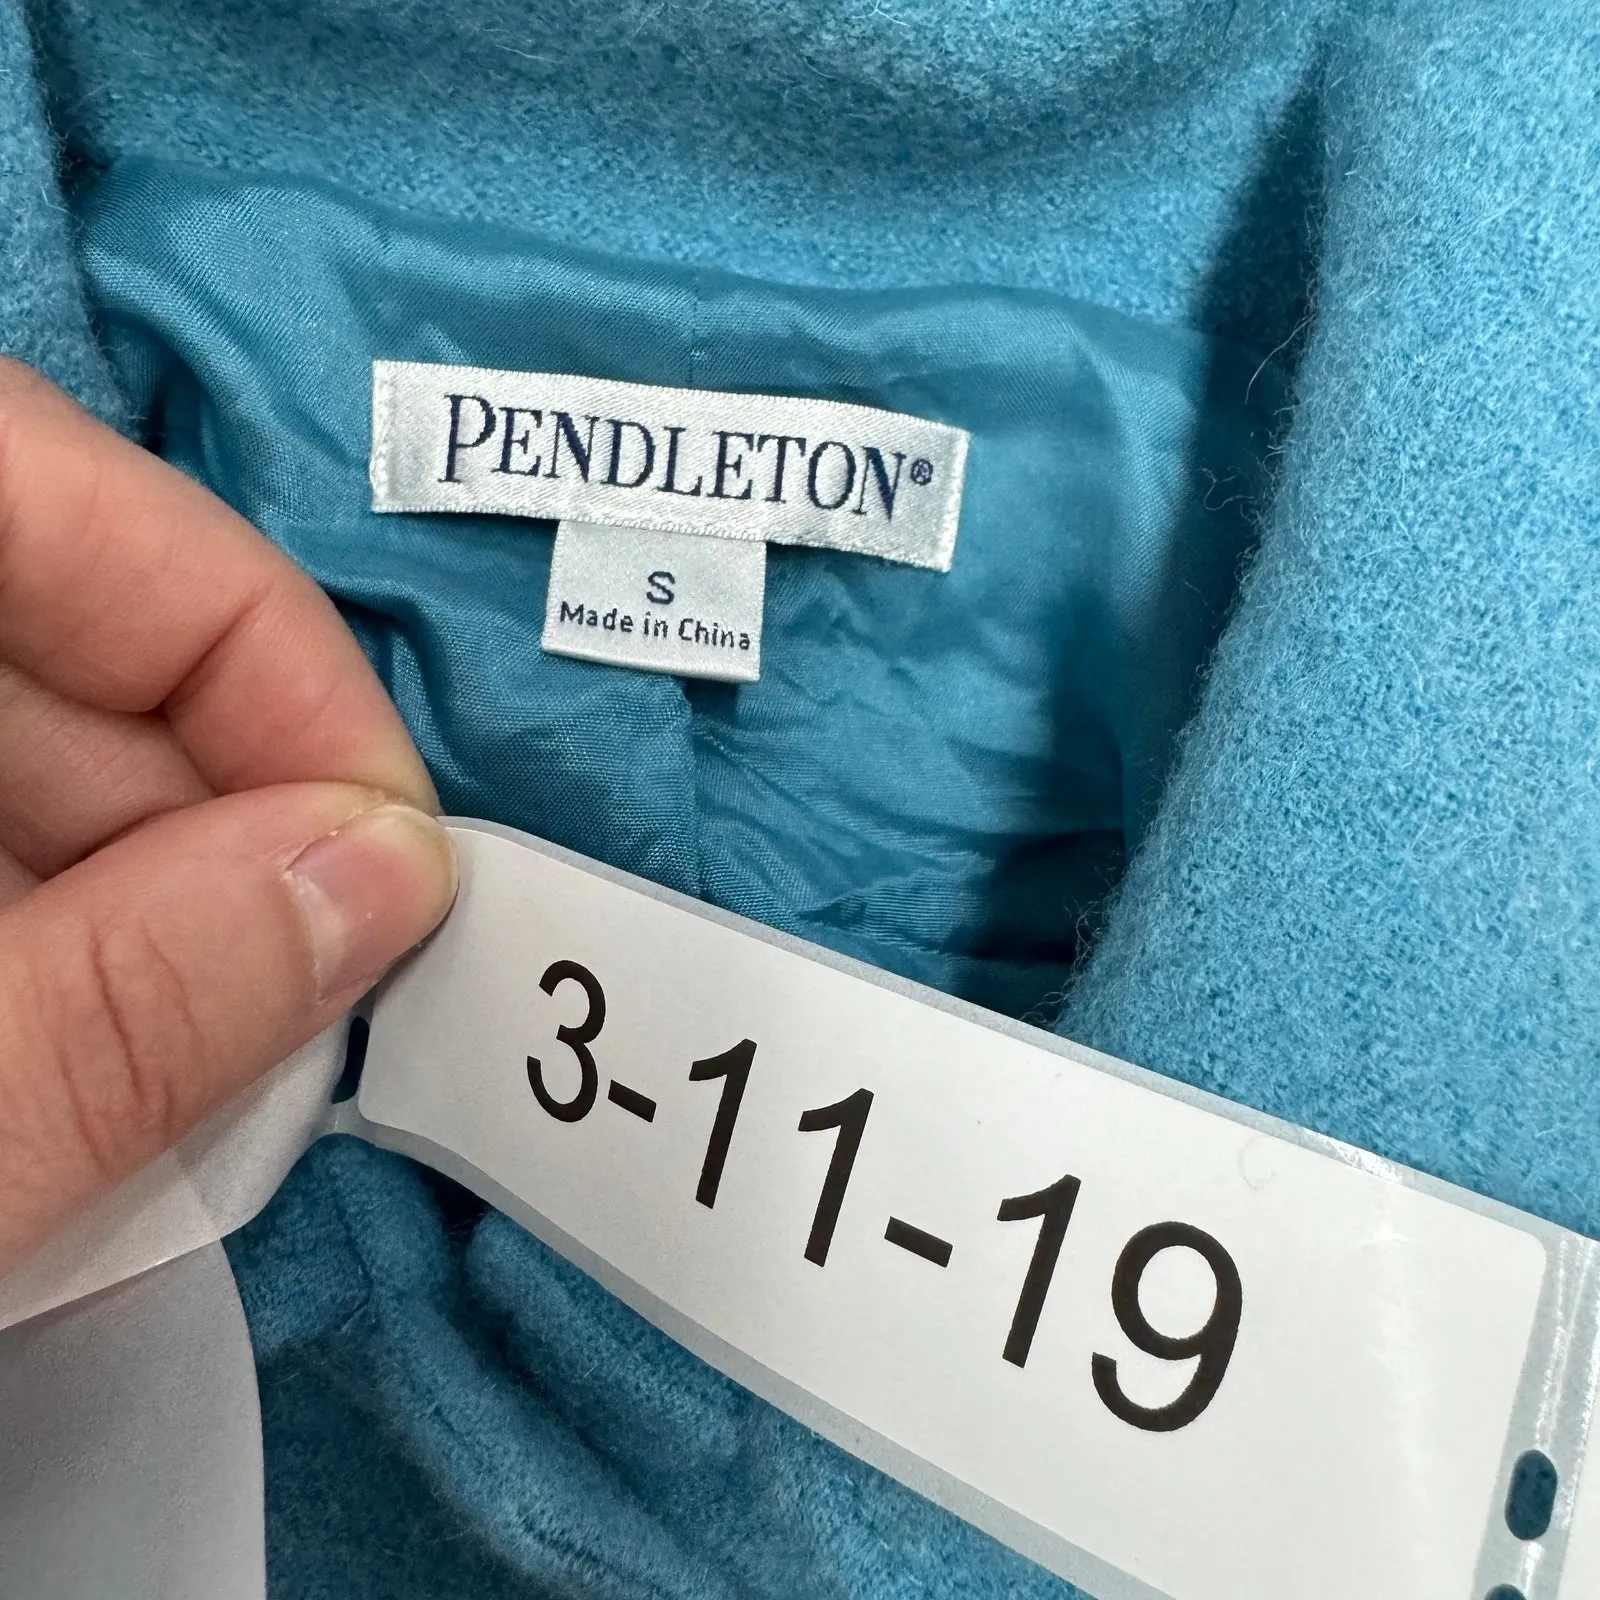 PENDLETON®
S
Made in China
3-11-19